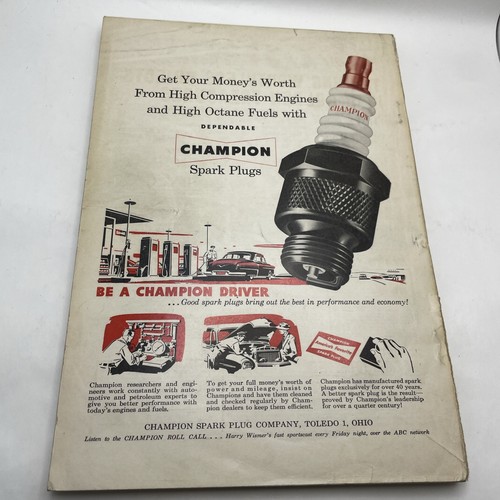 Get Your Money's Worth
From High Compression Engines
and High Octane Fuels with
DEPENDABLE
CHAMPION
Spark Plugs
CHAMPION
BE A CHAMPION DRIVER
...Good spark plugs bring out the best in performance and economy!
Champion researchers and engi-
neers work constantly with auto-
motive and petroleum experts to
give you better performance with
today's engines and fuels.
To get your full money's worth of
power and mileage, insist on
Champions and have them cleaned
and checked regularly by Cham-
pion dealers to keep them efficient.
CHAMPION
SPARK PLUG
Champion has manufactured spark
plugs exclusively for over 40 years.
A better spark plug is the result—
proved by Champion's leadership
for over a quarter century!
CHAMPION SPARK PLUG COMPANY, TOLEDO 1, OHIO
Listen to the CHAMPION ROLL CALL . . . Harry Wismer's fast sportscast every Friday night, over the ABC network